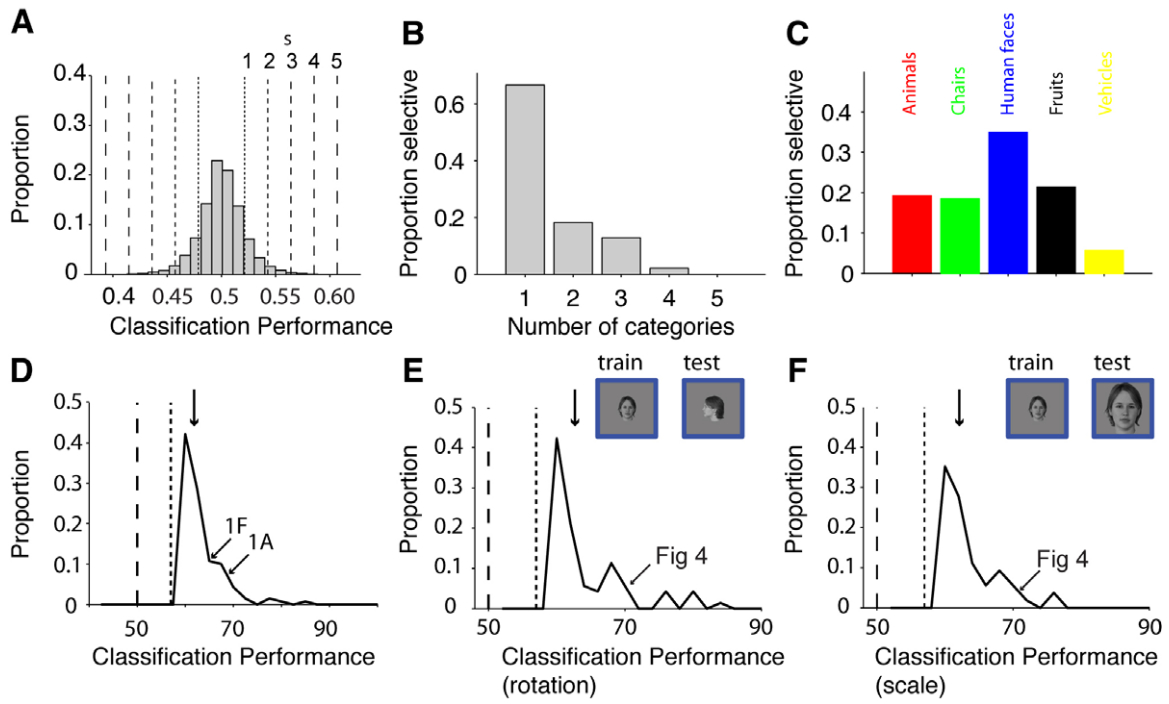 A
s
1 2 3 4 5
Proportion
0.4
0.3
0.2
0.1
0
0.4 0.45 0.5 0.55 0.60
Classification Performance
B
Proportion selective
0.6
0.4
0.2
0
1 2 3 4 5
Number of categories
C
Proportion selective
0.4
0.3
0.2
0.1
0
Animals
Chairs
Human faces
Fruits
Vehicles
D
Proportion
0.5
0.4
0.3
0.2
0.1
0
1F
1A
50 70 90
Classification Performance
E
train test
Proportion
0.5
0.4
0.3
0.2
0.1
0
Fig 4
50 70 90
Classification Performance
(rotation)
F
train test
Proportion
0.5
0.4
0.3
0.2
0.1
0
Fig 4
50 70 90
Classification Performance
(scale)